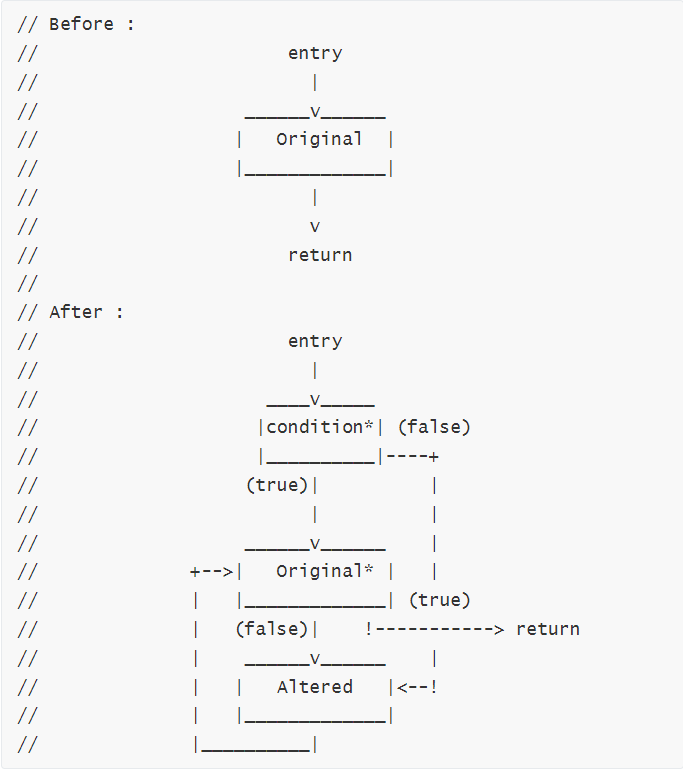 // Before :
//                       entry
//                         |
//                   ______v______
//                  |   Original  |
//                  |_____________|
//                         |
//                         v
//                       return
//
// After :
//                       entry
//                         |
//                     ____v_____
//                    |condition*| (false)
//                    |__________|----+
//                   (true)|          |
//                         |          |
//                   ______v______    |
//              +-->|   Original* |   |
//              |   |_____________| (true)
//              |   (false)|    !-----------> return
//              |    ______v______    |
//              |   |   Altered   |<--!
//              |   |_____________|
//              |__________|